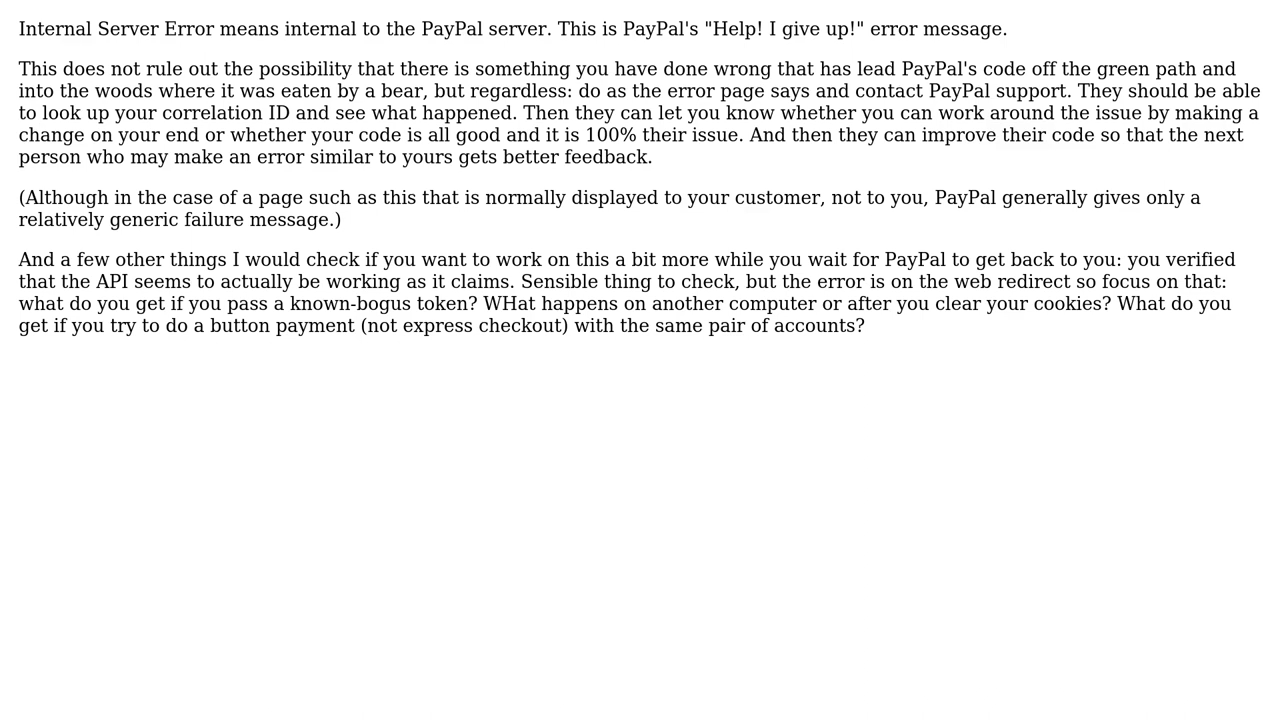 Internal Server Error means internal to the PayPal server. This is PayPal's "Help! I give up!" error message.
This does not rule out the possibility that there is something you have done wrong that has lead PayPal's code off the green path and
into the woods where it was eaten by a bear, but regardless: do as the error page says and contact PayPal support. They should be able
to look up your correlation ID and see what happened. Then they can let you know whether you can work around the issue by making a
change on your end or whether your code is all good and it is 100% their issue. And then they can improve their code so that the next
person who may make an error similar to yours gets better feedback.
(Although in the case of a page such as this that is normally displayed to your customer, not to you, PayPal generally gives only a
relatively generic failure message.)
And a few other things I would check if you want to work on this a bit more while you wait for PayPal to get back to you: you verified
that the API seems to actually be working as it claims. Sensible thing to check, but the error is on the web redirect so focus on that:
what do you get if you pass a known-bogus token? WHat happens on another computer or after you clear your cookies? What do you
get if you try to do a button payment (not express checkout) with the same pair of accounts?